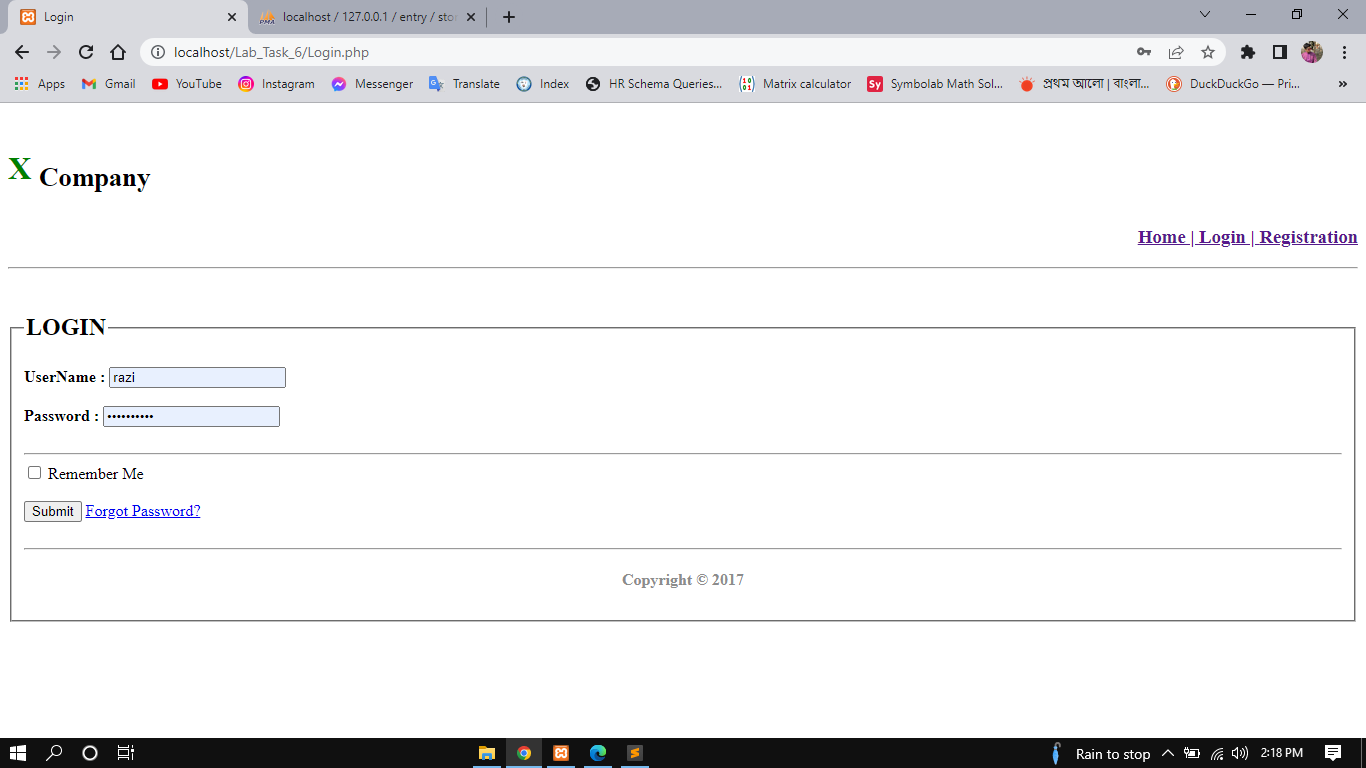 Login
localhost / 127.0.0.1 / entry / sto
localhost/Lab_Task_6/Login.php
Apps
Gmail
YouTube
Instagram
Messenger
Translate
Index
HR Schema Queries...
Matrix calculator
Sy Symbolab Math Sol...
প্রথম আলো | বাংলা...
DuckDuckGo — Pri...
»
X Company
Home | Login | Registration
LOGIN
UserName : razi
Password : ••••••••••
Remember Me
Submit Forgot Password?
Copyright © 2017
Rain to stop
2:18 PM